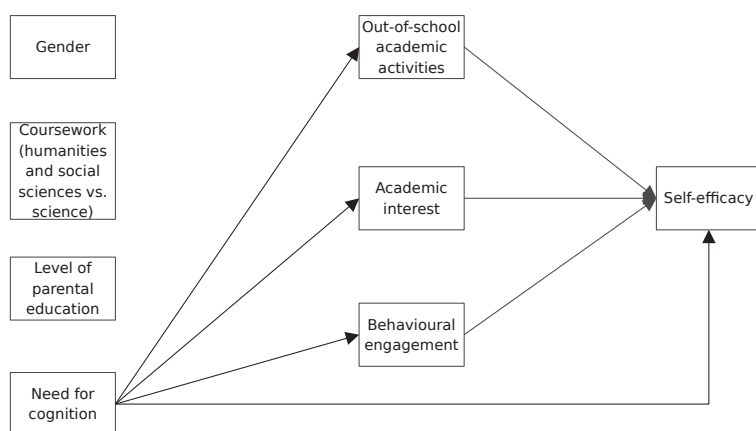 Gender
Coursework
(humanities
and social
sciences vs.
science)
Level of
parental
education
Need for
cognition
Out-of-school
academic
activities
Academic
interest
Behavioural
engagement
Self-efficacy